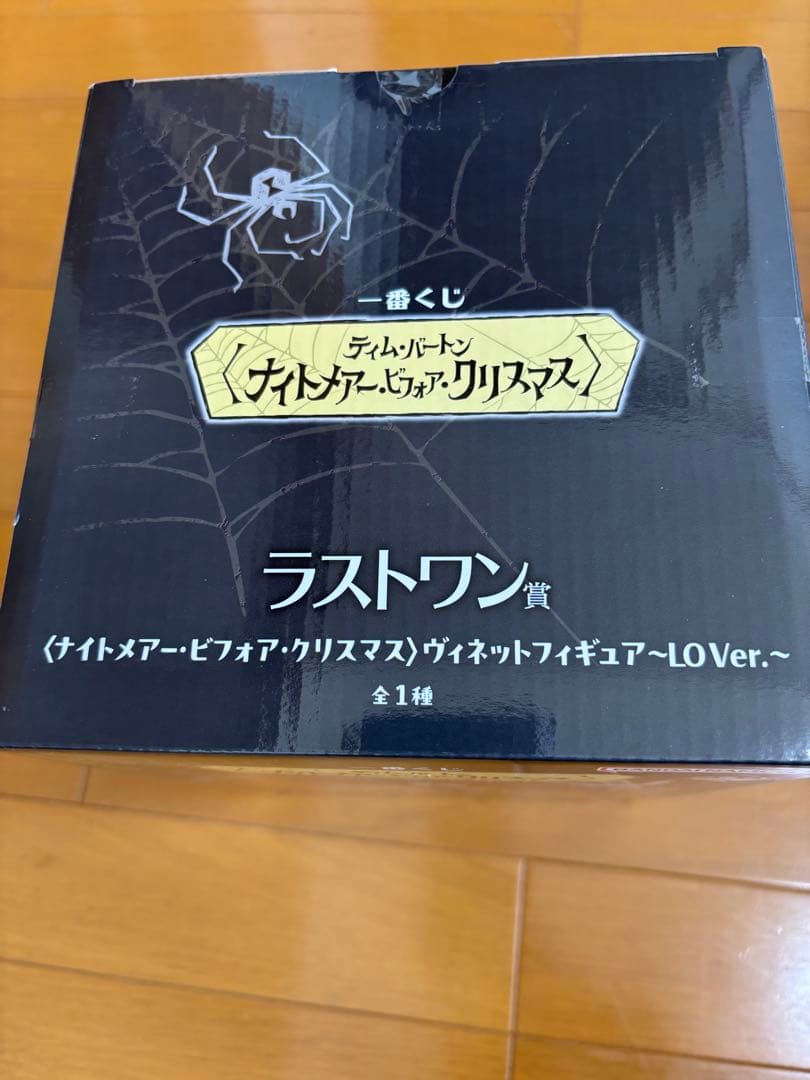 一番くじ
ティム・バートン
〈ナイトメアー・ビフォア・クリスマス〉
ラストワン賞
〈ナイトメアー・ビフォア・クリスマス〉ヴィネットフィギュア〜LO Ver.〜
全1種